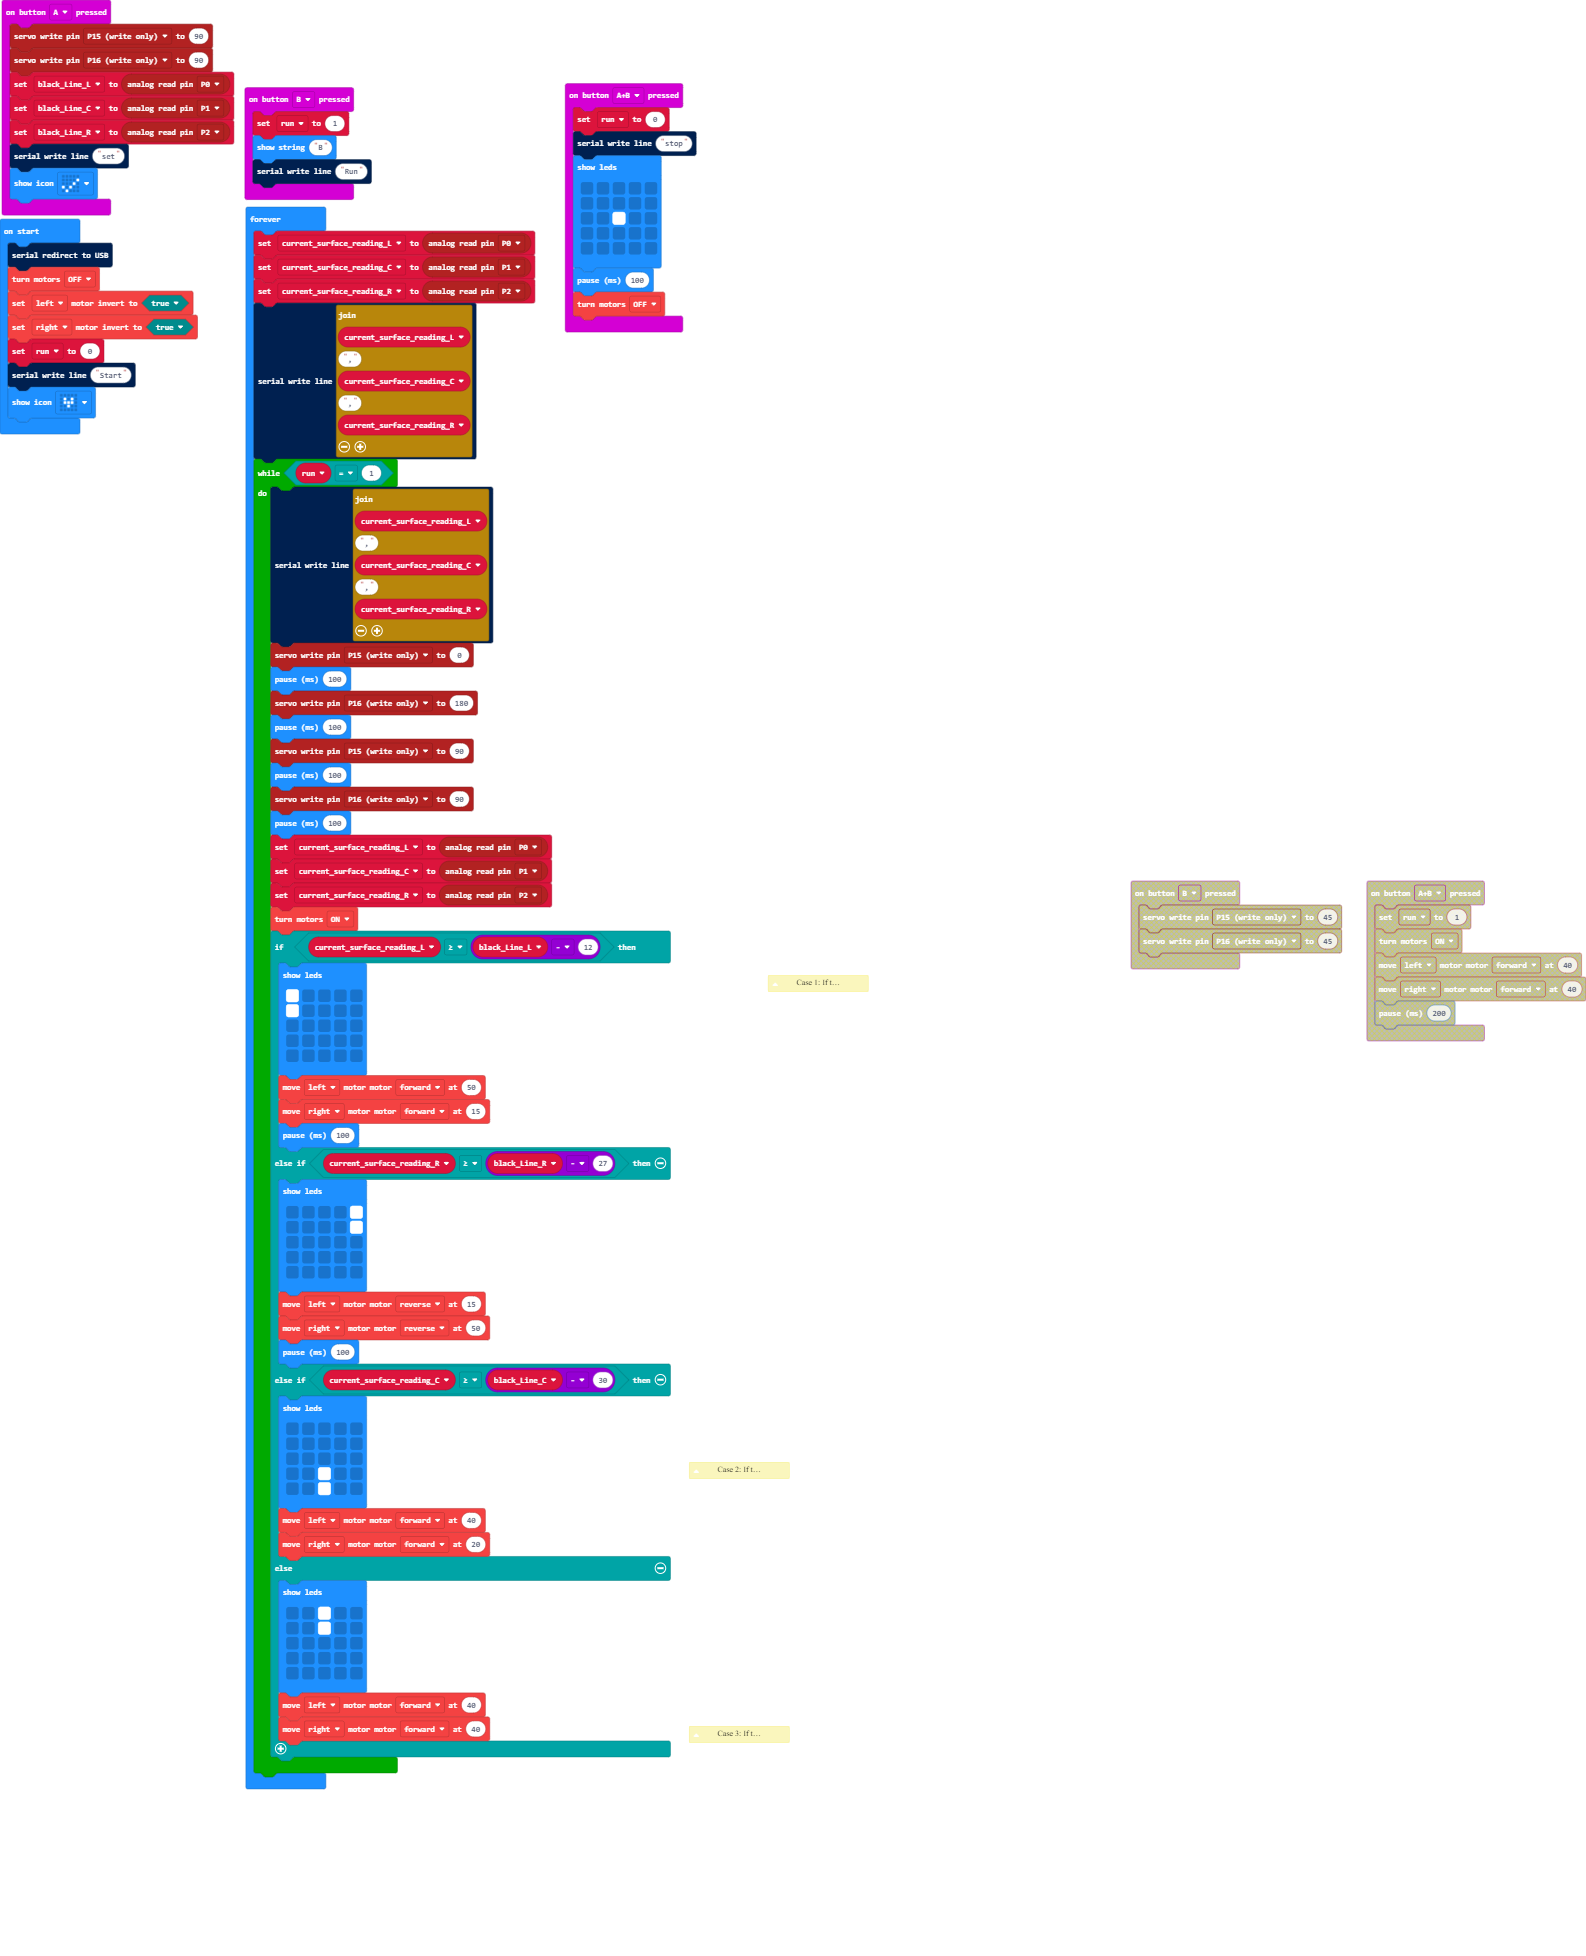 on button A pressed
servo write pin P15 (write only) to 90
servo write pin P16 (write only) to 90
set black_Line_L to analog read pin P0
set black_Line_C to analog read pin P1
set black_Line_R to analog read pin P2
serial write line "set"
show icon
on start
serial redirect to USB
turn motors OFF
set left motor invert to true
set right motor invert to true
set run to 0
serial write line "Start"
show icon
on button B pressed
set run to 1
show string "B"
serial write line "Run"
forever
set current_surface_reading_L to analog read pin P0
set current_surface_reading_C to analog read pin P1
set current_surface_reading_R to analog read pin P2
serial write line join
current_surface_reading_L
","
current_surface_reading_C
","
current_surface_reading_R
while run = 1
do
serial write line join
current_surface_reading_L
","
current_surface_reading_C
","
current_surface_reading_R
servo write pin P15 (write only) to 0
pause (ms) 100
servo write pin P16 (write only) to 180
pause (ms) 100
servo write pin P15 (write only) to 90
pause (ms) 100
servo write pin P16 (write only) to 90
pause (ms) 100
set current_surface_reading_L to analog read pin P0
set current_surface_reading_C to analog read pin P1
set current_surface_reading_R to analog read pin P2
turn motors ON
if current_surface_reading_L ≥ black_Line_L - 12 then
show leds
move left motor motor forward at 50
move right motor motor forward at 15
pause (ms) 100
else if current_surface_reading_R ≥ black_Line_R - 27 then
show leds
move left motor motor reverse at 15
move right motor motor reverse at 50
pause (ms) 100
else if current_surface_reading_C ≥ black_Line_C - 30 then
show leds
move left motor motor forward at 40
move right motor motor forward at 20
else
show leds
move left motor motor forward at 40
move right motor motor forward at 40
on button A+B pressed
set run to 0
serial write line "stop"
show leds
pause (ms) 100
turn motors OFF
Case 1: If t...
Case 2: If t...
Case 3: If t...
on button B pressed
servo write pin P15 (write only) to 45
servo write pin P16 (write only) to 45
on button A+B pressed
set run to 1
turn motors ON
move left motor motor forward at 40
move right motor motor forward at 40
pause (ms) 200